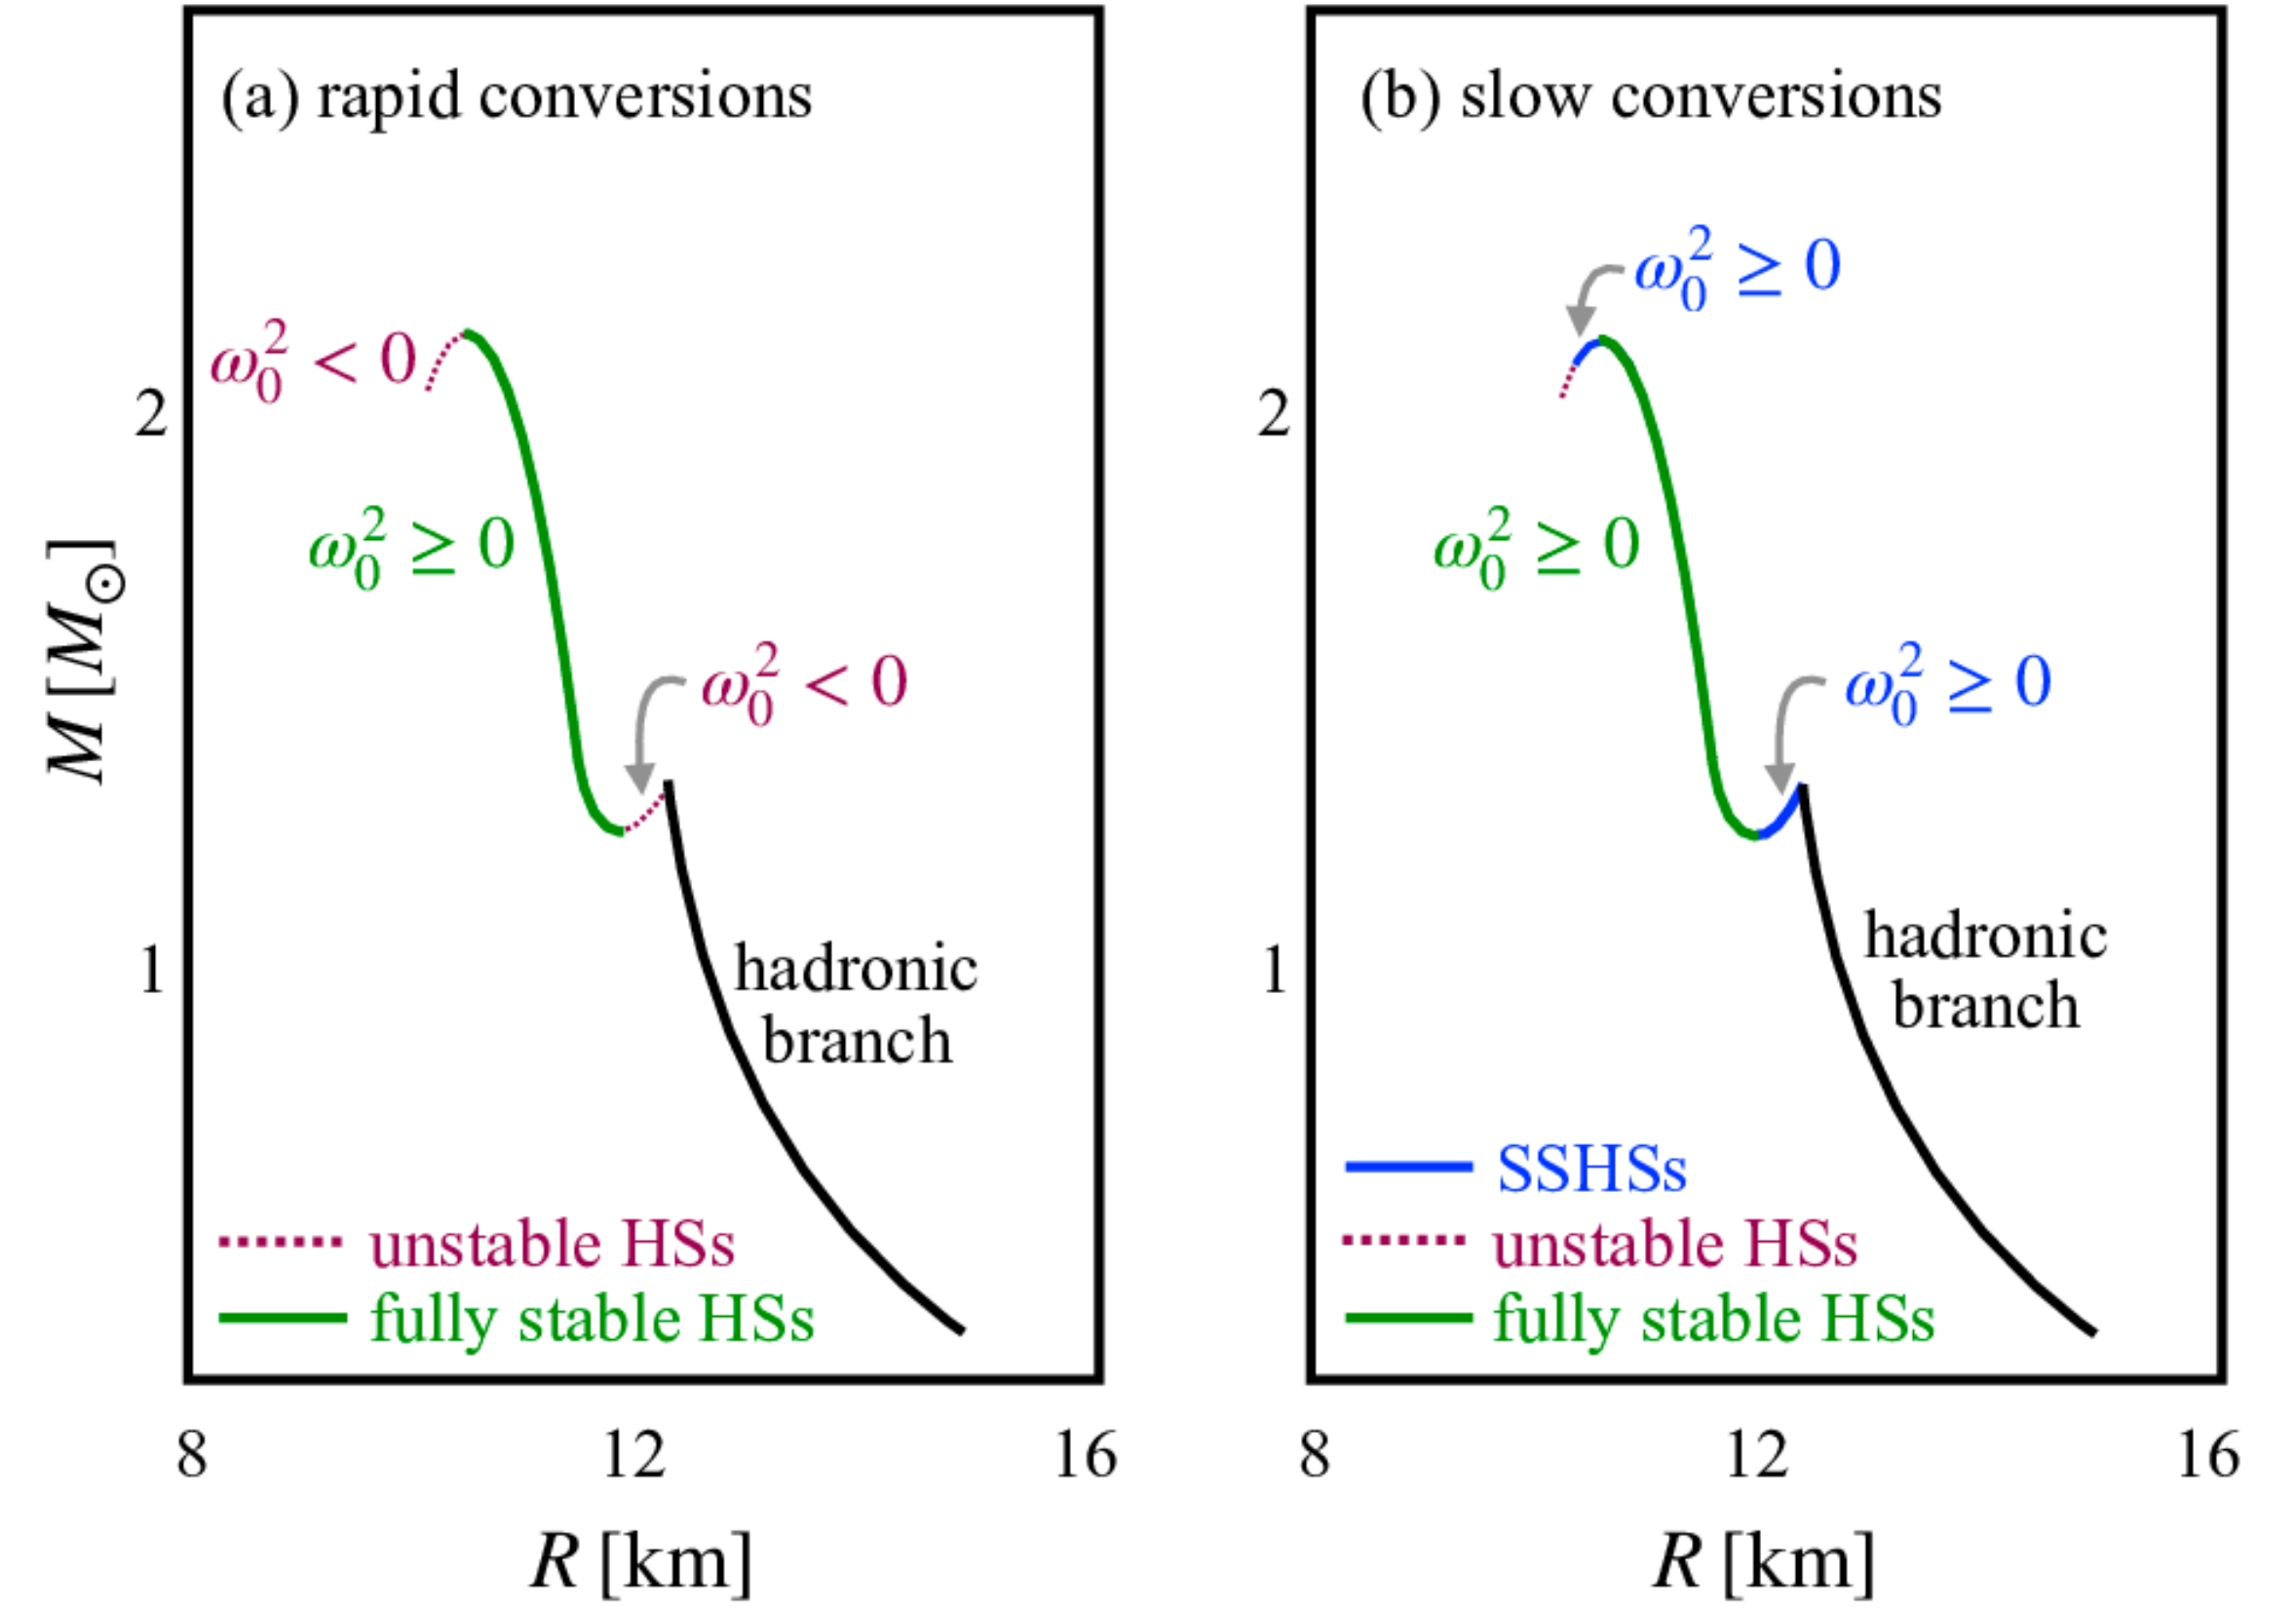 (a) rapid conversions
ω₀² < 0
ω₀² ≥ 0
ω₀² < 0
hadronic
branch
unstable HSs
fully stable HSs
2
1
M [M⊙]
8 12 16
R [km]
(b) slow conversions
ω₀² ≥ 0
ω₀² ≥ 0
ω₀² ≥ 0
hadronic
branch
SSHSs
unstable HSs
fully stable HSs
2
1
8 12 16
R [km]